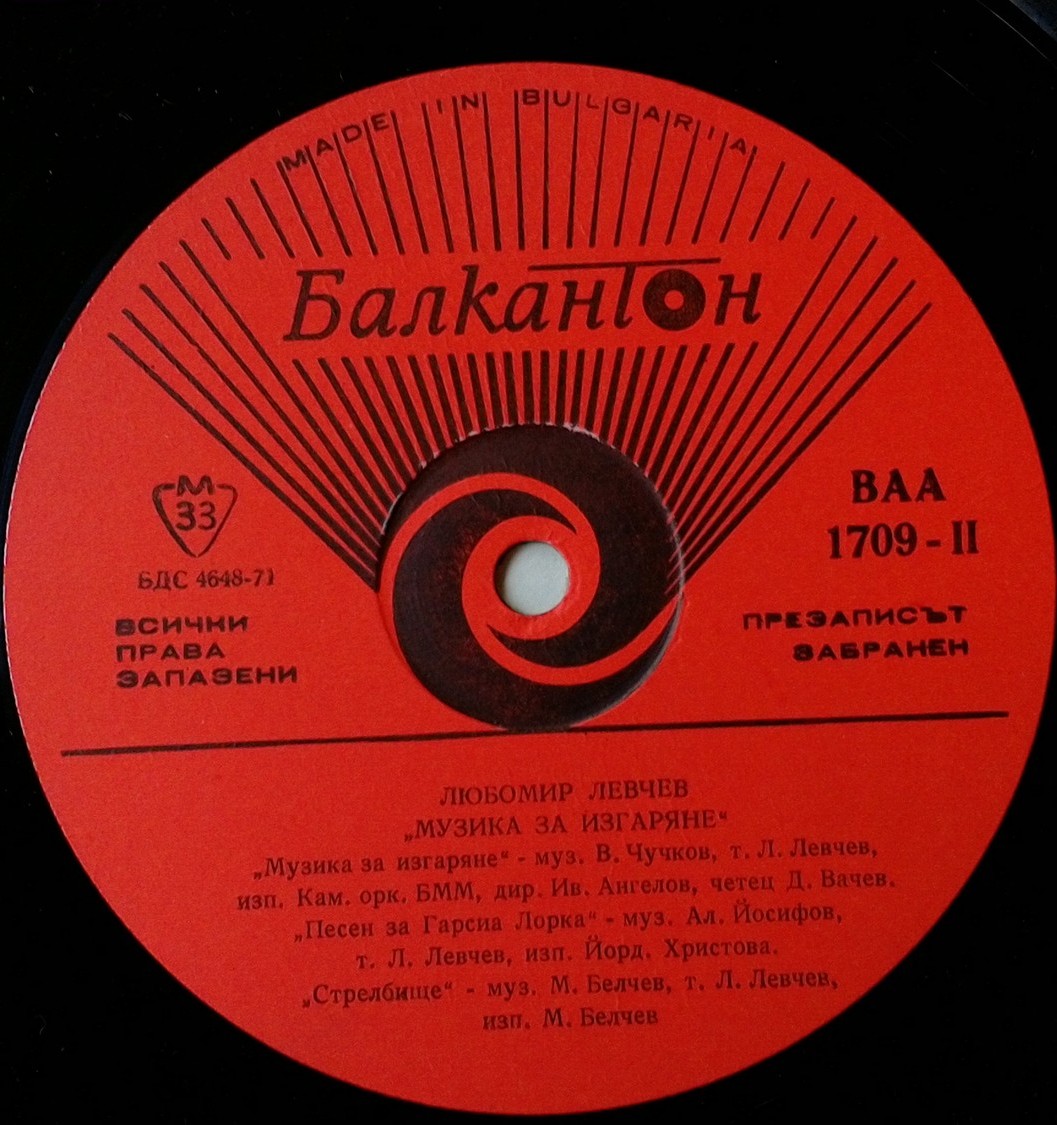 MADE IN BULGARIA
Балкантон
М
33
БДС 4648-71
ВСИЧКИ
ПРАВА
ЗАПАЗЕНИ
ВАА
1709 - II
ПРЕЗАПИСЪТ
ЗАБРАНЕН
ЛЮБОМИР ЛЕВЧЕВ
„МУЗИКА ЗА ИЗГАРЯНЕ“
„Музика за изгаряне“ - муз. В. Чучков, т. Л. Левчев,
изп. Кам. орк. БММ, дир. Ив. Ангелов, четец Д. Вачев.
„Песен за Гарсиа Лорка“ - муз. Ал. Йосифов,
т. Л. Левчев, изп. Йорд. Христова.
„Стрелбище“ - муз. М. Белчев, т. Л. Левчев,
изп. М. Белчев